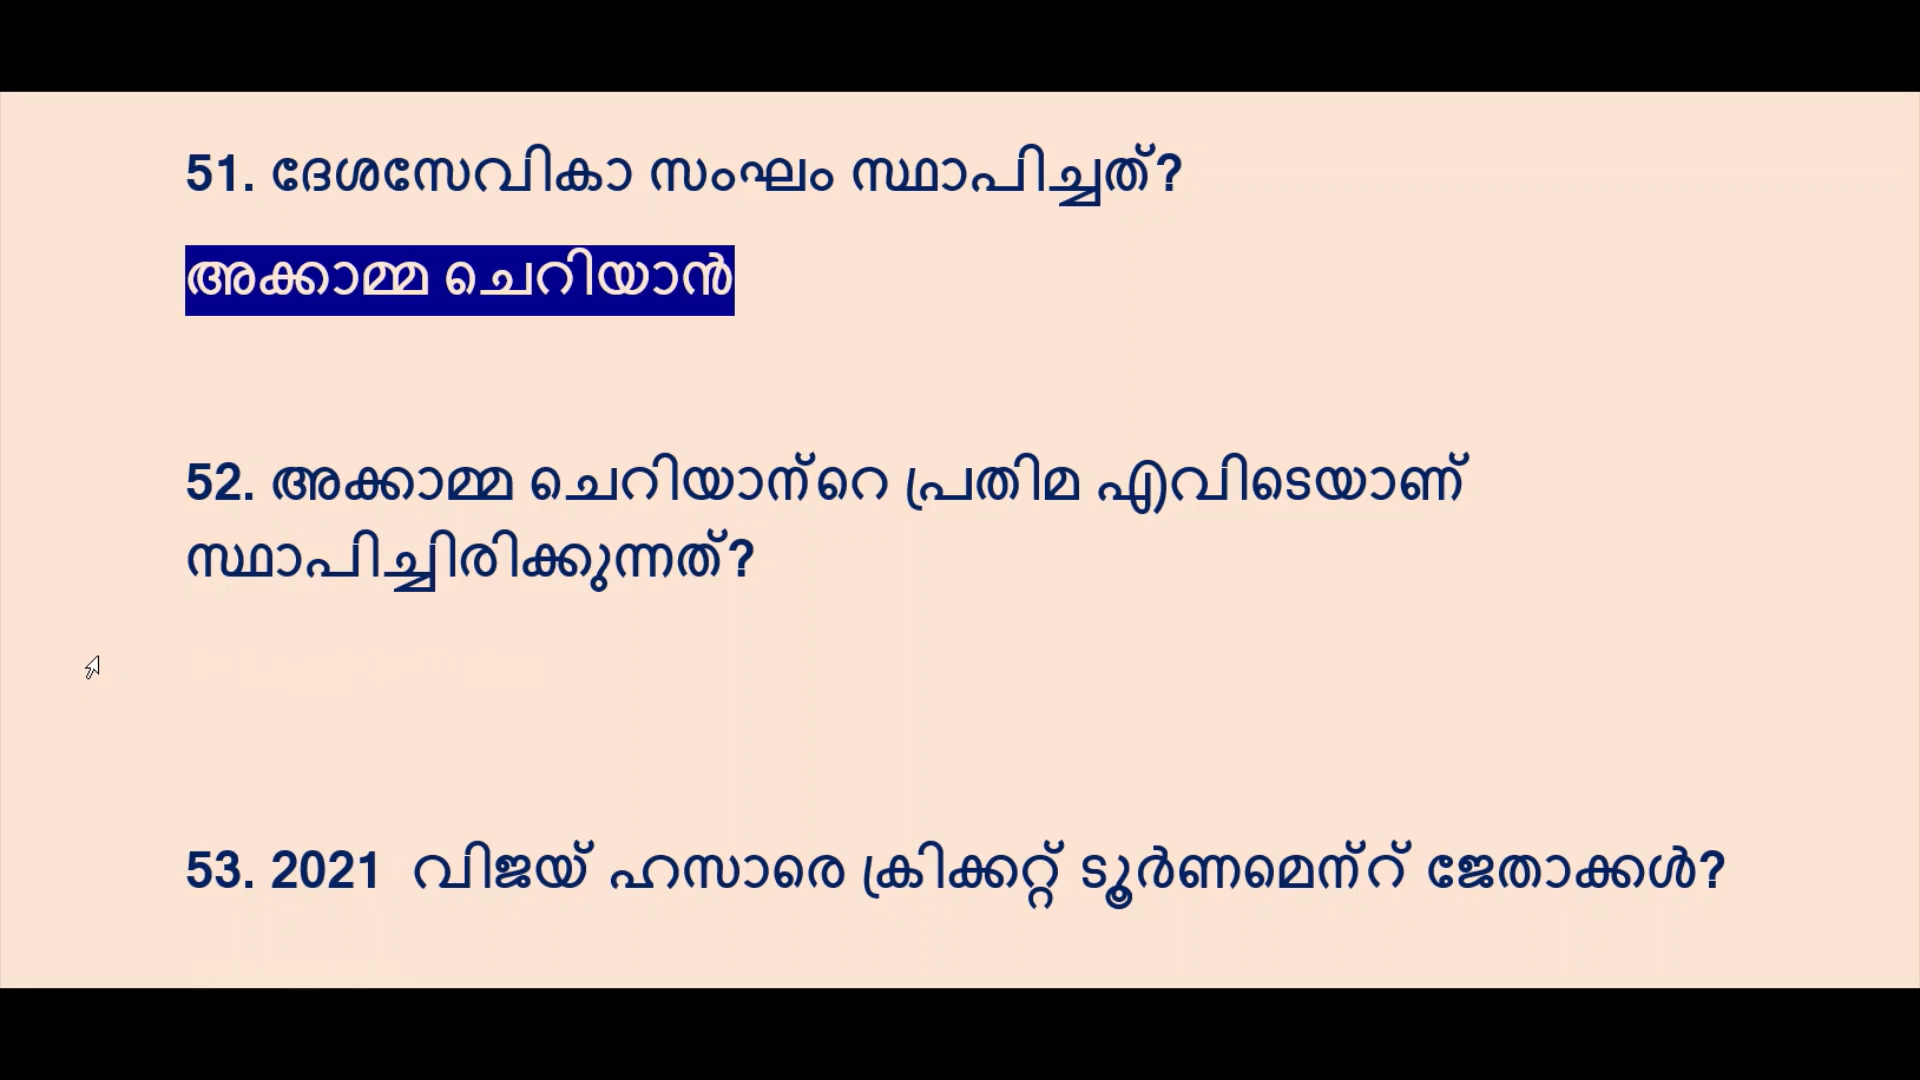 51. ദേശസേവികാ സംഘം സ്ഥാപിച്ചത്?
അക്കാമ്മ ചെറിയാൻ
52. അക്കാമ്മ ചെറിയാന്റെ പ്രതിമ എവിടെയാണ്
സ്ഥാപിച്ചിരിക്കുന്നത്?
53. 2021 വിജയ് ഹസാരെ ക്രിക്കറ്റ് ടൂർണമെന്റ് ജേതാക്കൾ?